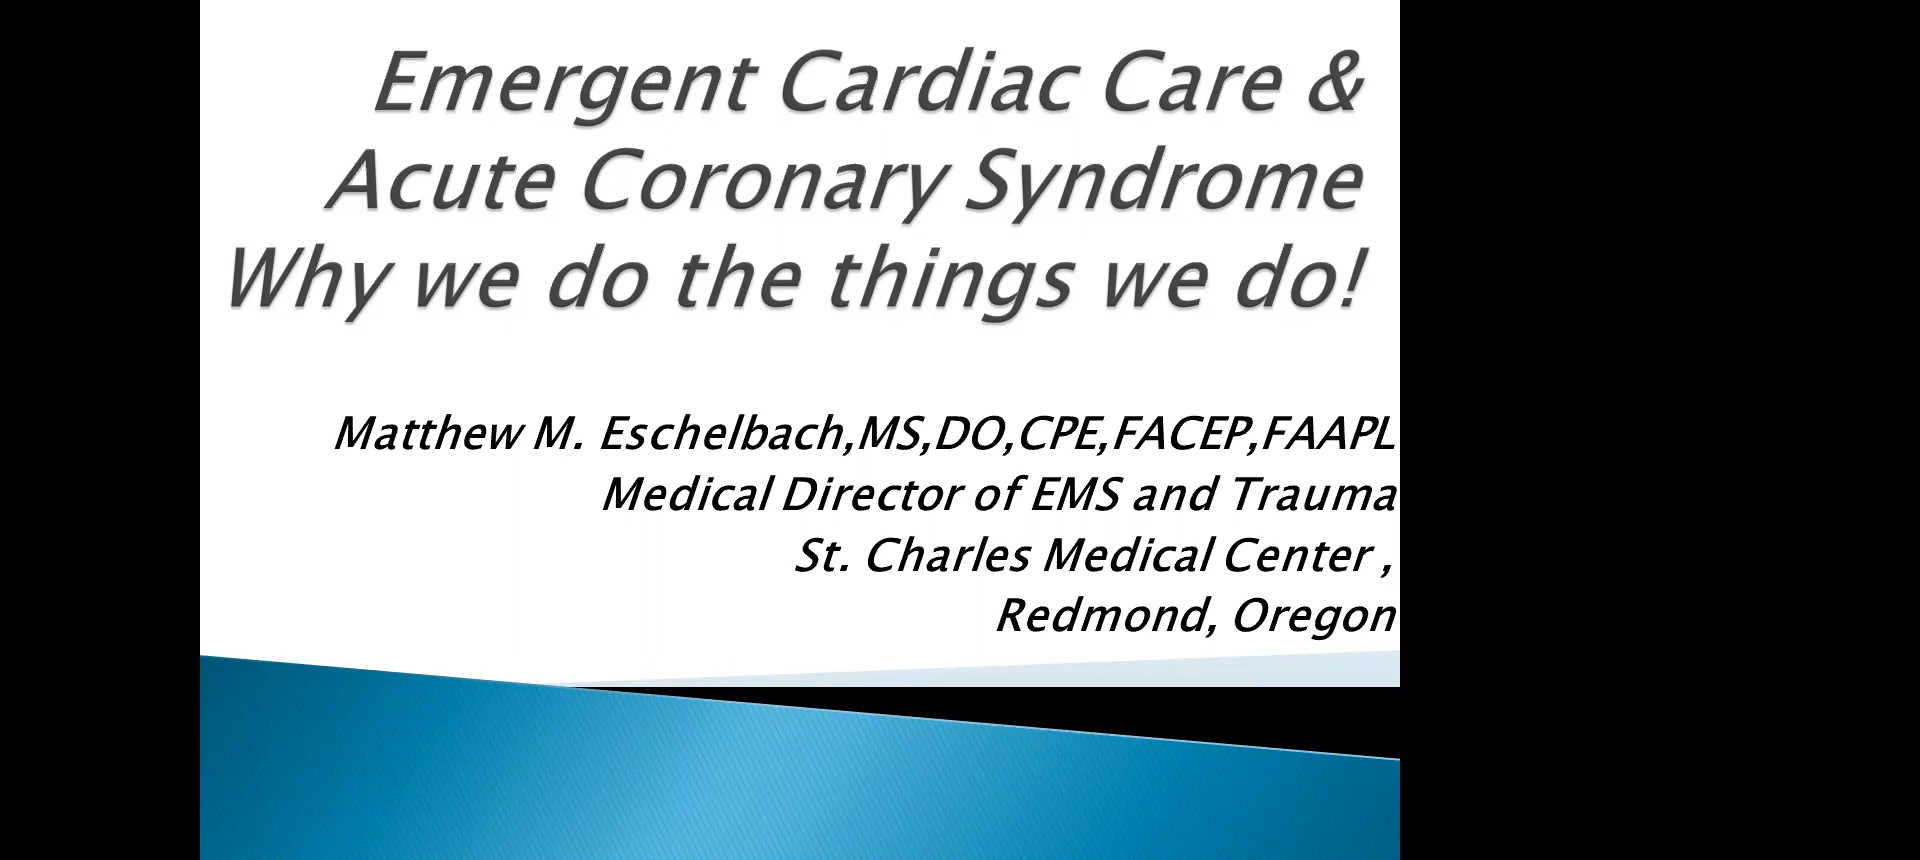 Emergent Cardiac Care &
Acute Coronary Syndrome
Why we do the things we do!
Matthew M. Eschelbach,MS,DO,CPE,FACEP,FAAPL
Medical Director of EMS and Trauma
St. Charles Medical Center ,
Redmond, Oregon